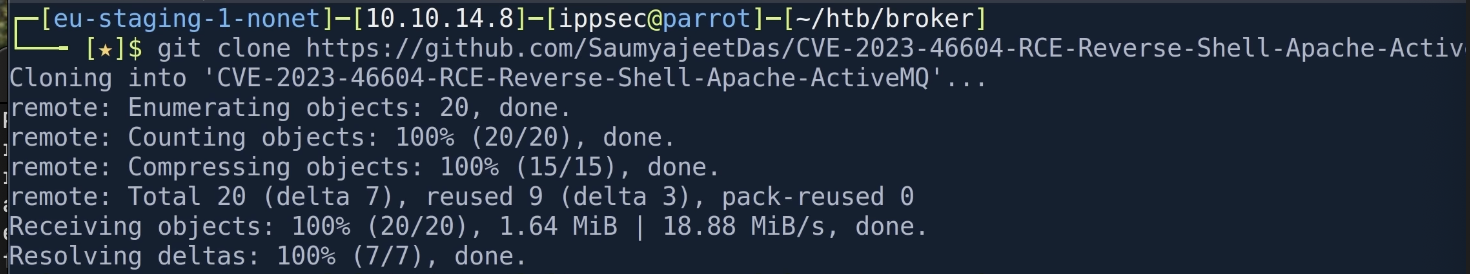 ┌─[eu-staging-1-nonet]─[10.10.14.8]─[ippsec@parrot]─[~/htb/broker]
└──╼ [★]$ git clone https://github.com/SaumyajeetDas/CVE-2023-46604-RCE-Reverse-Shell-Apache-Activ
Cloning into 'CVE-2023-46604-RCE-Reverse-Shell-Apache-ActiveMQ'...
remote: Enumerating objects: 20, done.
remote: Counting objects: 100% (20/20), done.
remote: Compressing objects: 100% (15/15), done.
remote: Total 20 (delta 7), reused 9 (delta 3), pack-reused 0
Receiving objects: 100% (20/20), 1.64 MiB | 18.88 MiB/s, done.
Resolving deltas: 100% (7/7), done.